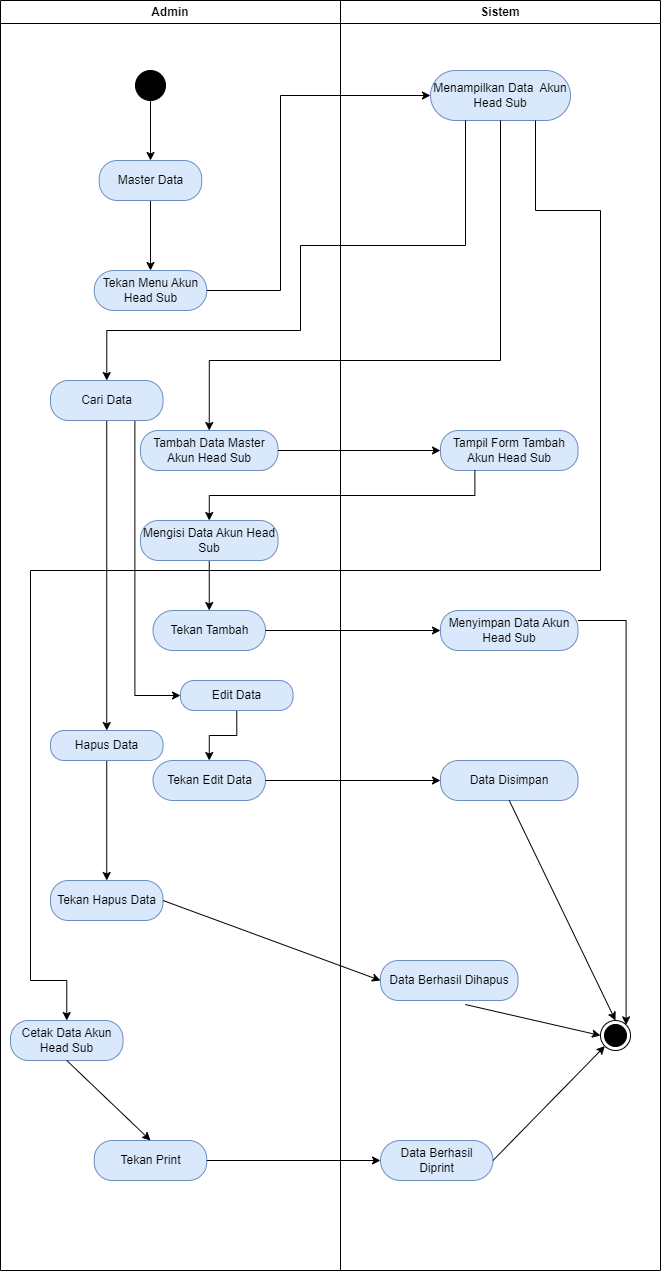 Admin
Sistem
Menampilkan Data Akun
Head Sub
Master Data
Tekan Menu Akun
Head Sub
Cari Data
Tambah Data Master
Akun Head Sub
Tampil Form Tambah
Akun Head Sub
Mengisi Data Akun Head
Sub
Tekan Tambah
Menyimpan Data Akun
Head Sub
Edit Data
Hapus Data
Tekan Edit Data
Data Disimpan
Tekan Hapus Data
Data Berhasil Dihapus
Cetak Data Akun
Head Sub
Tekan Print
Data Berhasil
Diprint